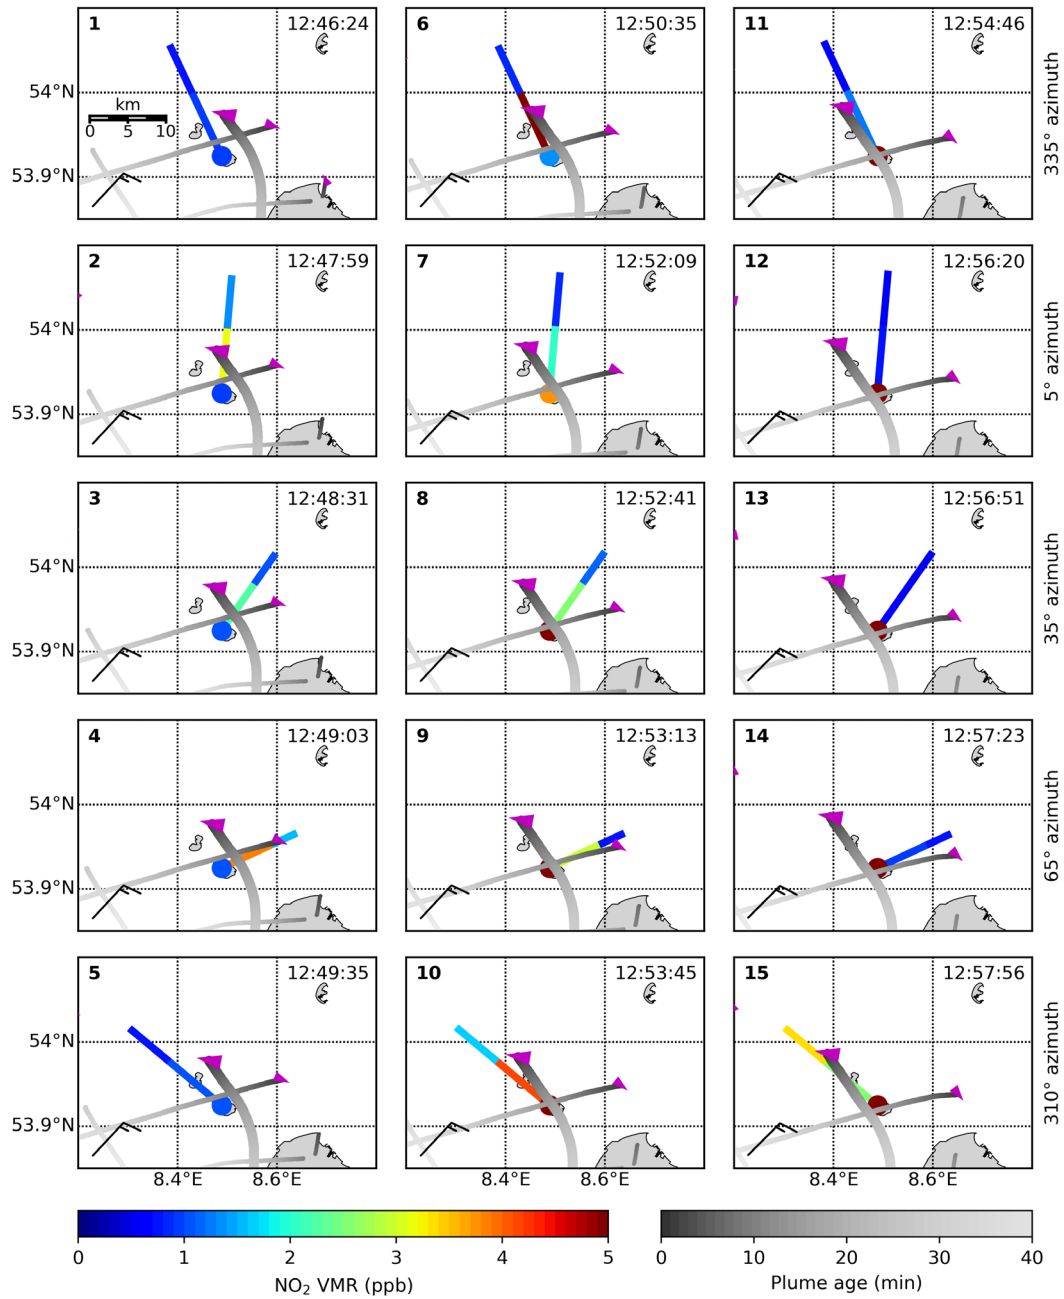 1 12:46:24
6 12:50:35
11 12:54:46
54°N
km
0 5 10
53.9°N
335° azimuth
2 12:47:59
7 12:52:09
12 12:56:20
54°N
53.9°N
5° azimuth
3 12:48:31
8 12:52:41
13 12:56:51
54°N
53.9°N
35° azimuth
4 12:49:03
9 12:53:13
14 12:57:23
54°N
53.9°N
65° azimuth
5 12:49:35
10 12:53:45
15 12:57:56
54°N
53.9°N
310° azimuth
8.4°E 8.6°E 8.4°E 8.6°E 8.4°E 8.6°E
0 1 2 3 4 5
NO₂ VMR (ppb)
0 10 20 30 40
Plume age (min)